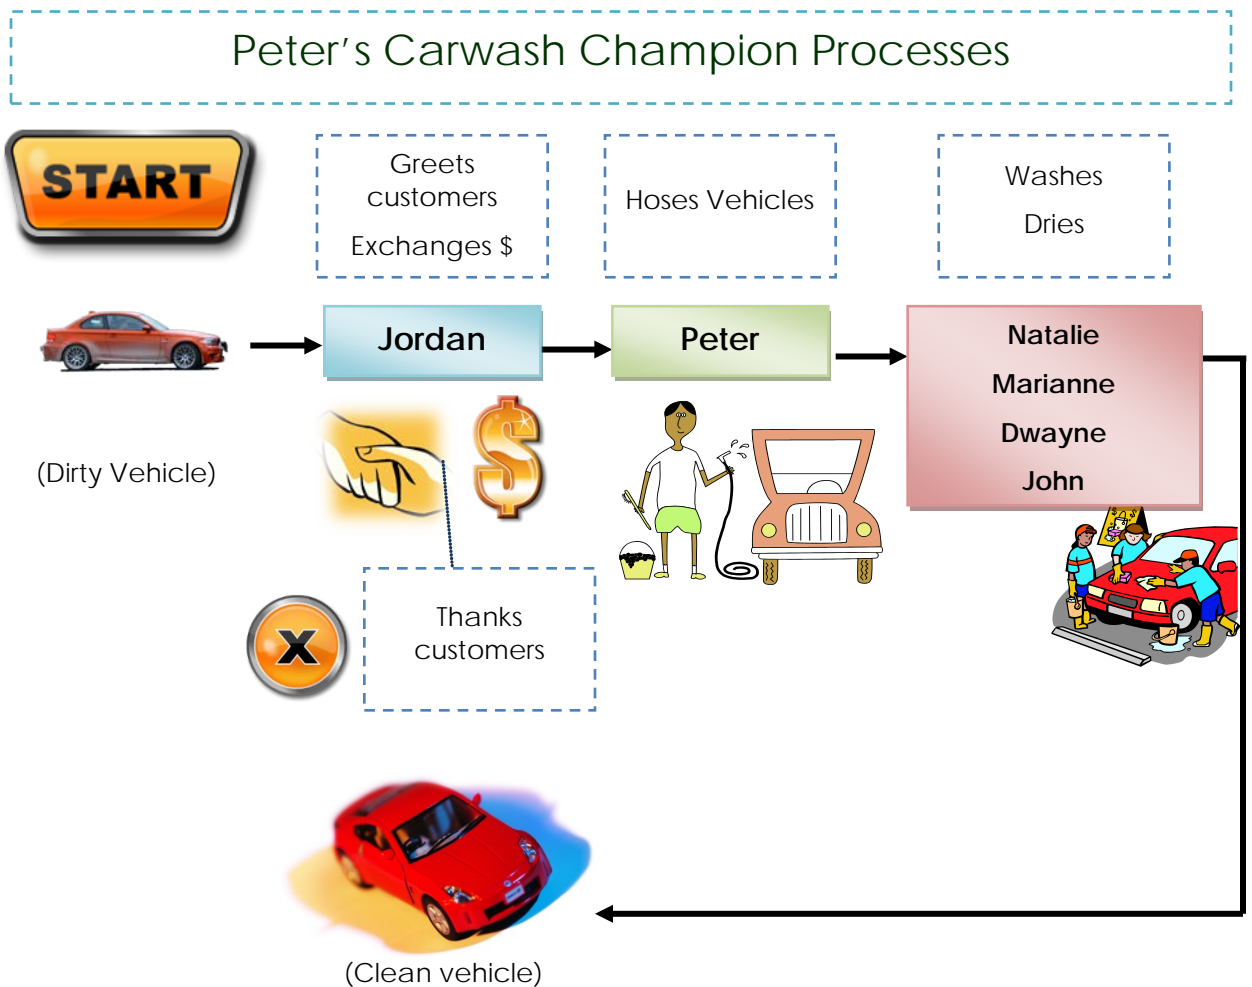 Peter's Carwash Champion Processes
START
Greets
customers
Exchanges $
Hoses Vehicles
Washes
Dries
Jordan
Peter
Natalie
Marianne
Dwayne
John
(Dirty Vehicle)
$
Thanks
customers
X
(Clean vehicle)